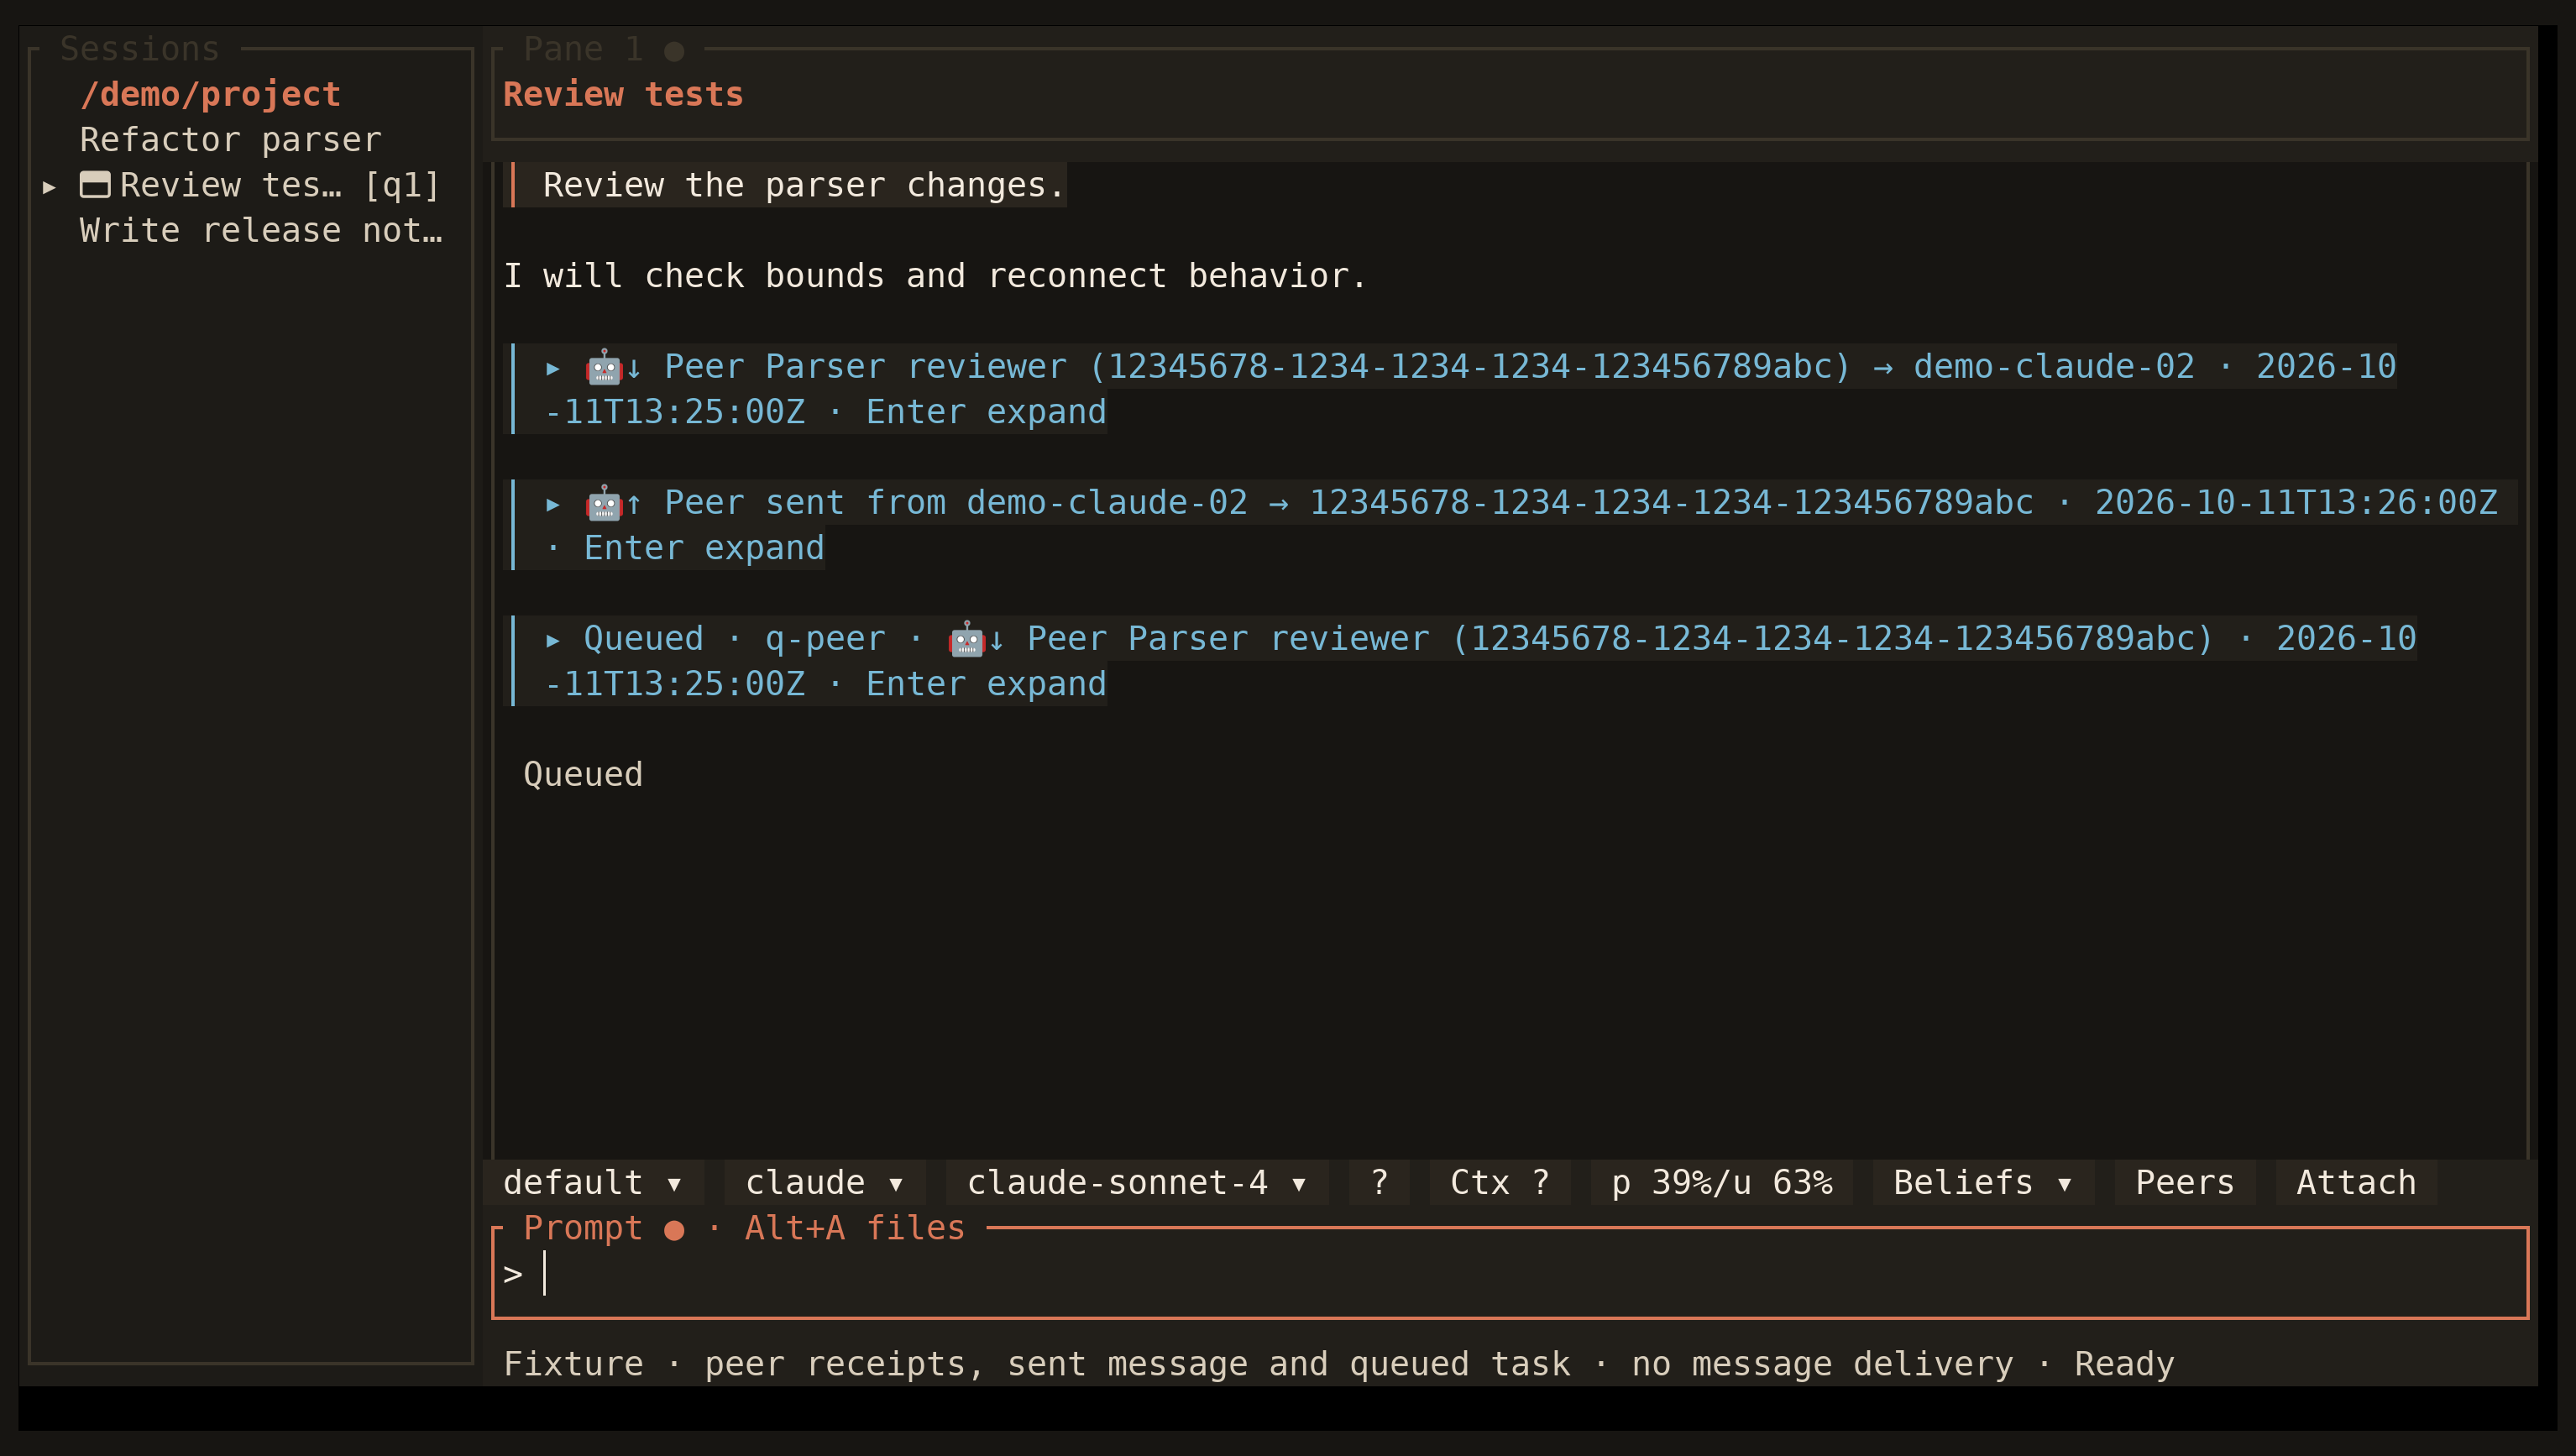 Sessions
/demo/project
Refactor parser
▸ 🗔 Review tes… [q1]
Write release not…
Pane 1 ●
Review tests
Review the parser changes.
I will check bounds and reconnect behavior.
▸ 🤖↓ Peer Parser reviewer (12345678-1234-1234-1234-123456789abc) → demo-claude-02 · 2026-10
-11T13:25:00Z · Enter expand
▸ 🤖↑ Peer sent from demo-claude-02 → 12345678-1234-1234-1234-123456789abc · 2026-10-11T13:26:00Z
· Enter expand
▸ Queued · q-peer · 🤖↓ Peer Parser reviewer (12345678-1234-1234-1234-123456789abc) · 2026-10
-11T13:25:00Z · Enter expand
Queued
default ▾ claude ▾ claude-sonnet-4 ▾ ? Ctx ? p 39%/u 63% Beliefs ▾ Peers Attach
Prompt ● · Alt+A files
>
Fixture · peer receipts, sent message and queued task · no message delivery · Ready